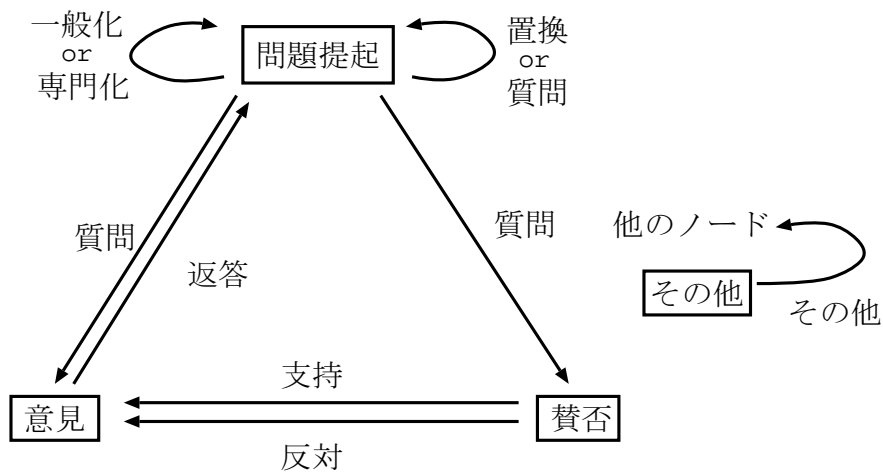 一般化
or
専門化
問題提起
置換
or
質問
質問
返答
質問
他のノード
その他
その他
支持
意見
賛否
反対